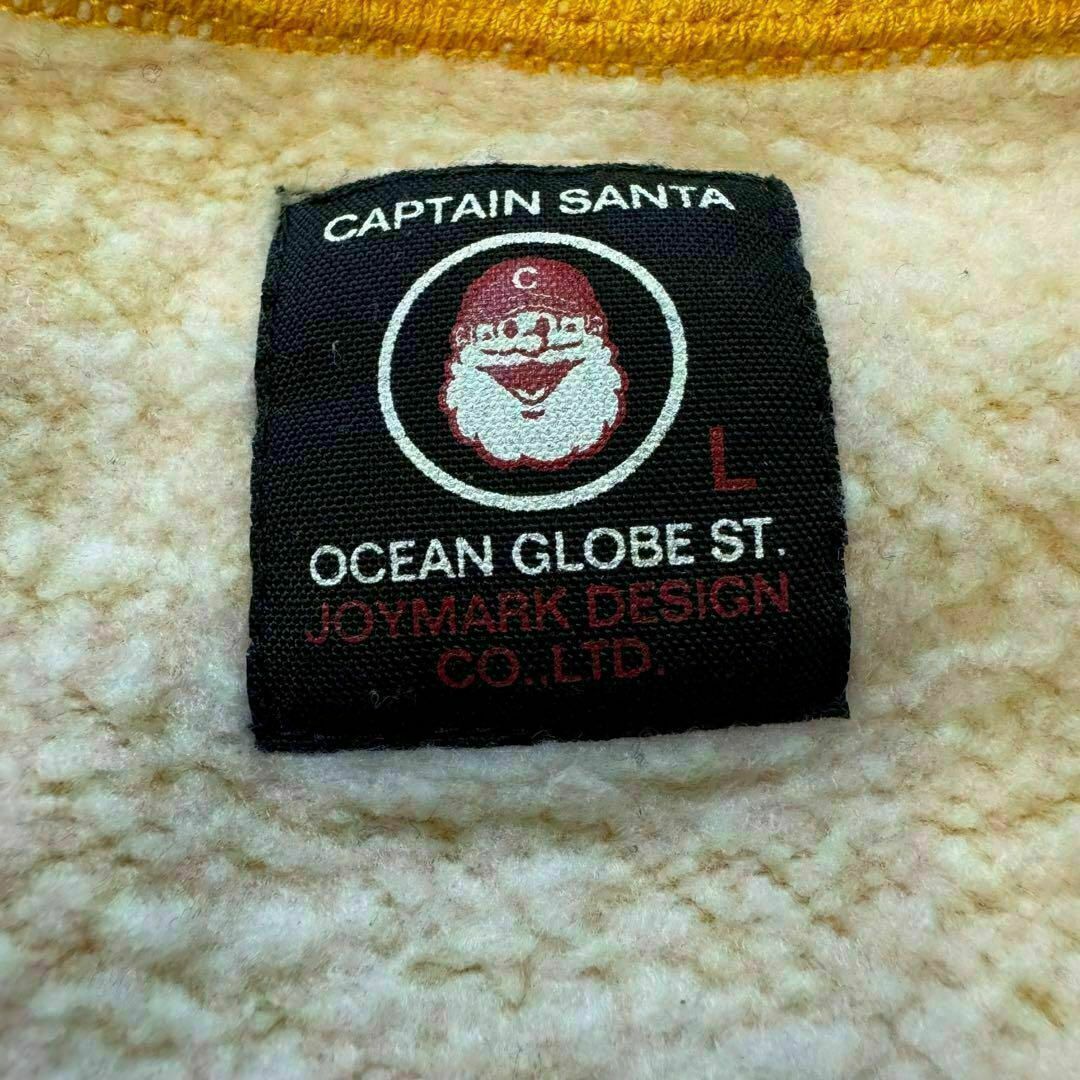 CAPTAIN SANTA
C
L
OCEAN GLOBE ST.
JOYMARK DESIGN
CO.,LTD.